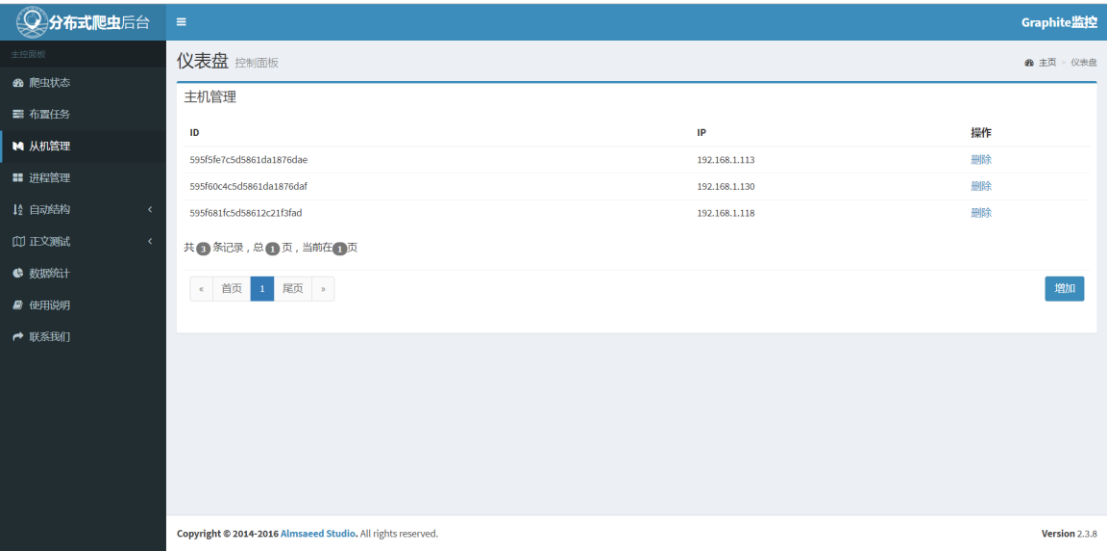 分布式爬虫后台
Graphite监控
主控面板
爬虫状态
布置任务
从机管理
进程管理
自动结构
正文测试
数据统计
使用说明
联系我们
仪表盘 控制面板
主页 > 仪表盘
主机管理
ID IP 操作
595f5fe7c5d5861da1876dae 192.168.1.113 删除
595f60c4c5d5861da1876daf 192.168.1.130 删除
595f681fc5d58612c21f3fad 192.168.1.118 删除
共 3 条记录，总 1 页，当前在 1 页
« 首页 1 尾页 »
增加
Copyright © 2014-2016 Almsaeed Studio. All rights reserved.
Version 2.3.8